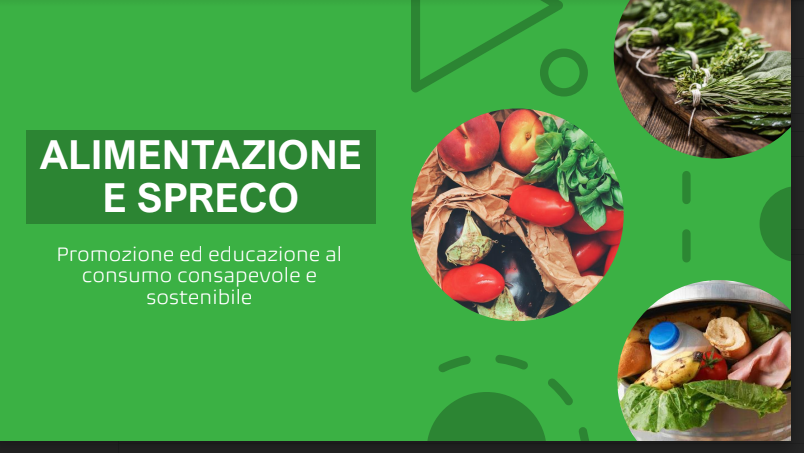 ALIMENTAZIONE
E SPRECO
Promozione ed educazione al
consumo consapevole e
sostenibile